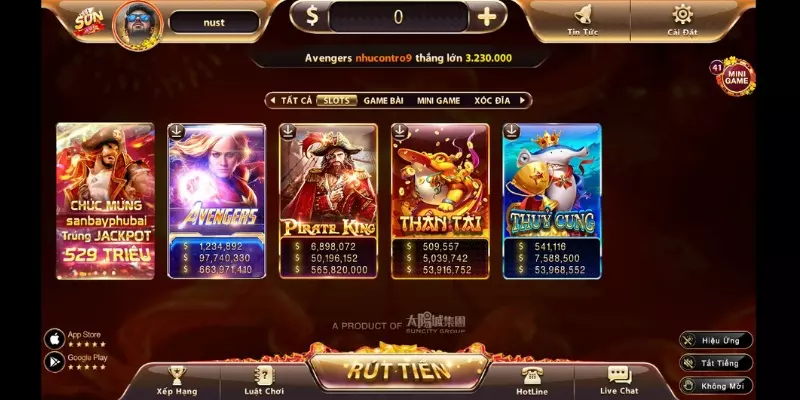 SUN
nust
$ 0 +
Tin Tức
Cài Đặt
Avengers nhucontro9 thắng lớn 3.230.000
41
MINI
GAME
TẤT CẢ SLOTS GAME BÀI MINI GAME XÓC ĐĨA
CHÚC MỪNG
sanbayphubai
Trúng JACKPOT
529 TRIỆU
AVENGERS
$ 1,234,892
$ 97,740,330
$ 663,971,410
PIRATE KING
$ 6,898,072
$ 50,196,152
$ 565,820,000
THẦN TÀI
$ 509,557
$ 5,039,742
$ 53,916,752
THUỶ CUNG
$ 541,116
$ 7,588,500
$ 53,968,552
A PRODUCT OF 太陽城集團
SUNCITY GROUP
App Store
Google Play
Hiệu Ứng
Tắt Tiếng
Không Mời
Xếp Hạng
Luật Chơi
RÚT TIỀN
HotLine
Live Chat